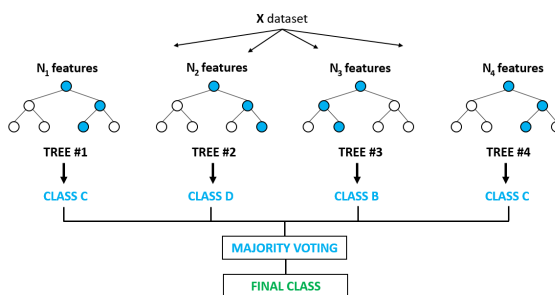 X dataset
N1 features N2 features N3 features N4 features
TREE #1 TREE #2 TREE #3 TREE #4
CLASS C CLASS D CLASS B CLASS C
MAJORITY VOTING
FINAL CLASS